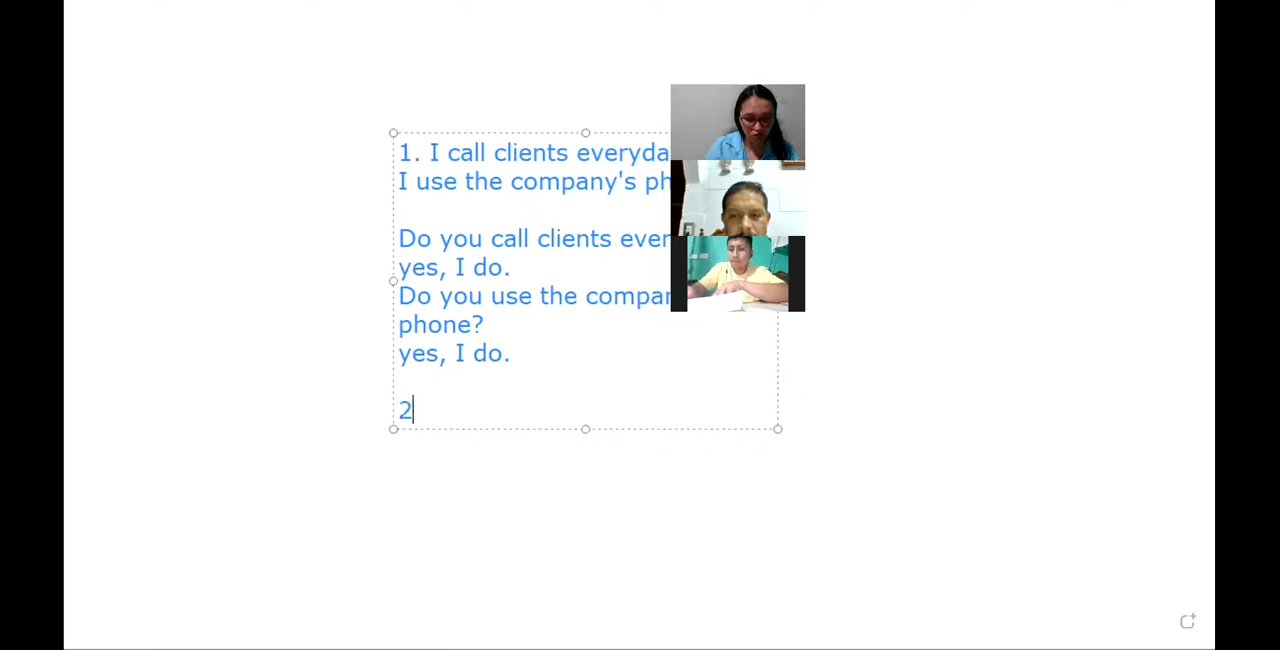 1. I call clients everyda
I use the company's ph
Do you call clients ever
yes, I do.
Do you use the compan
phone?
yes, I do.
2